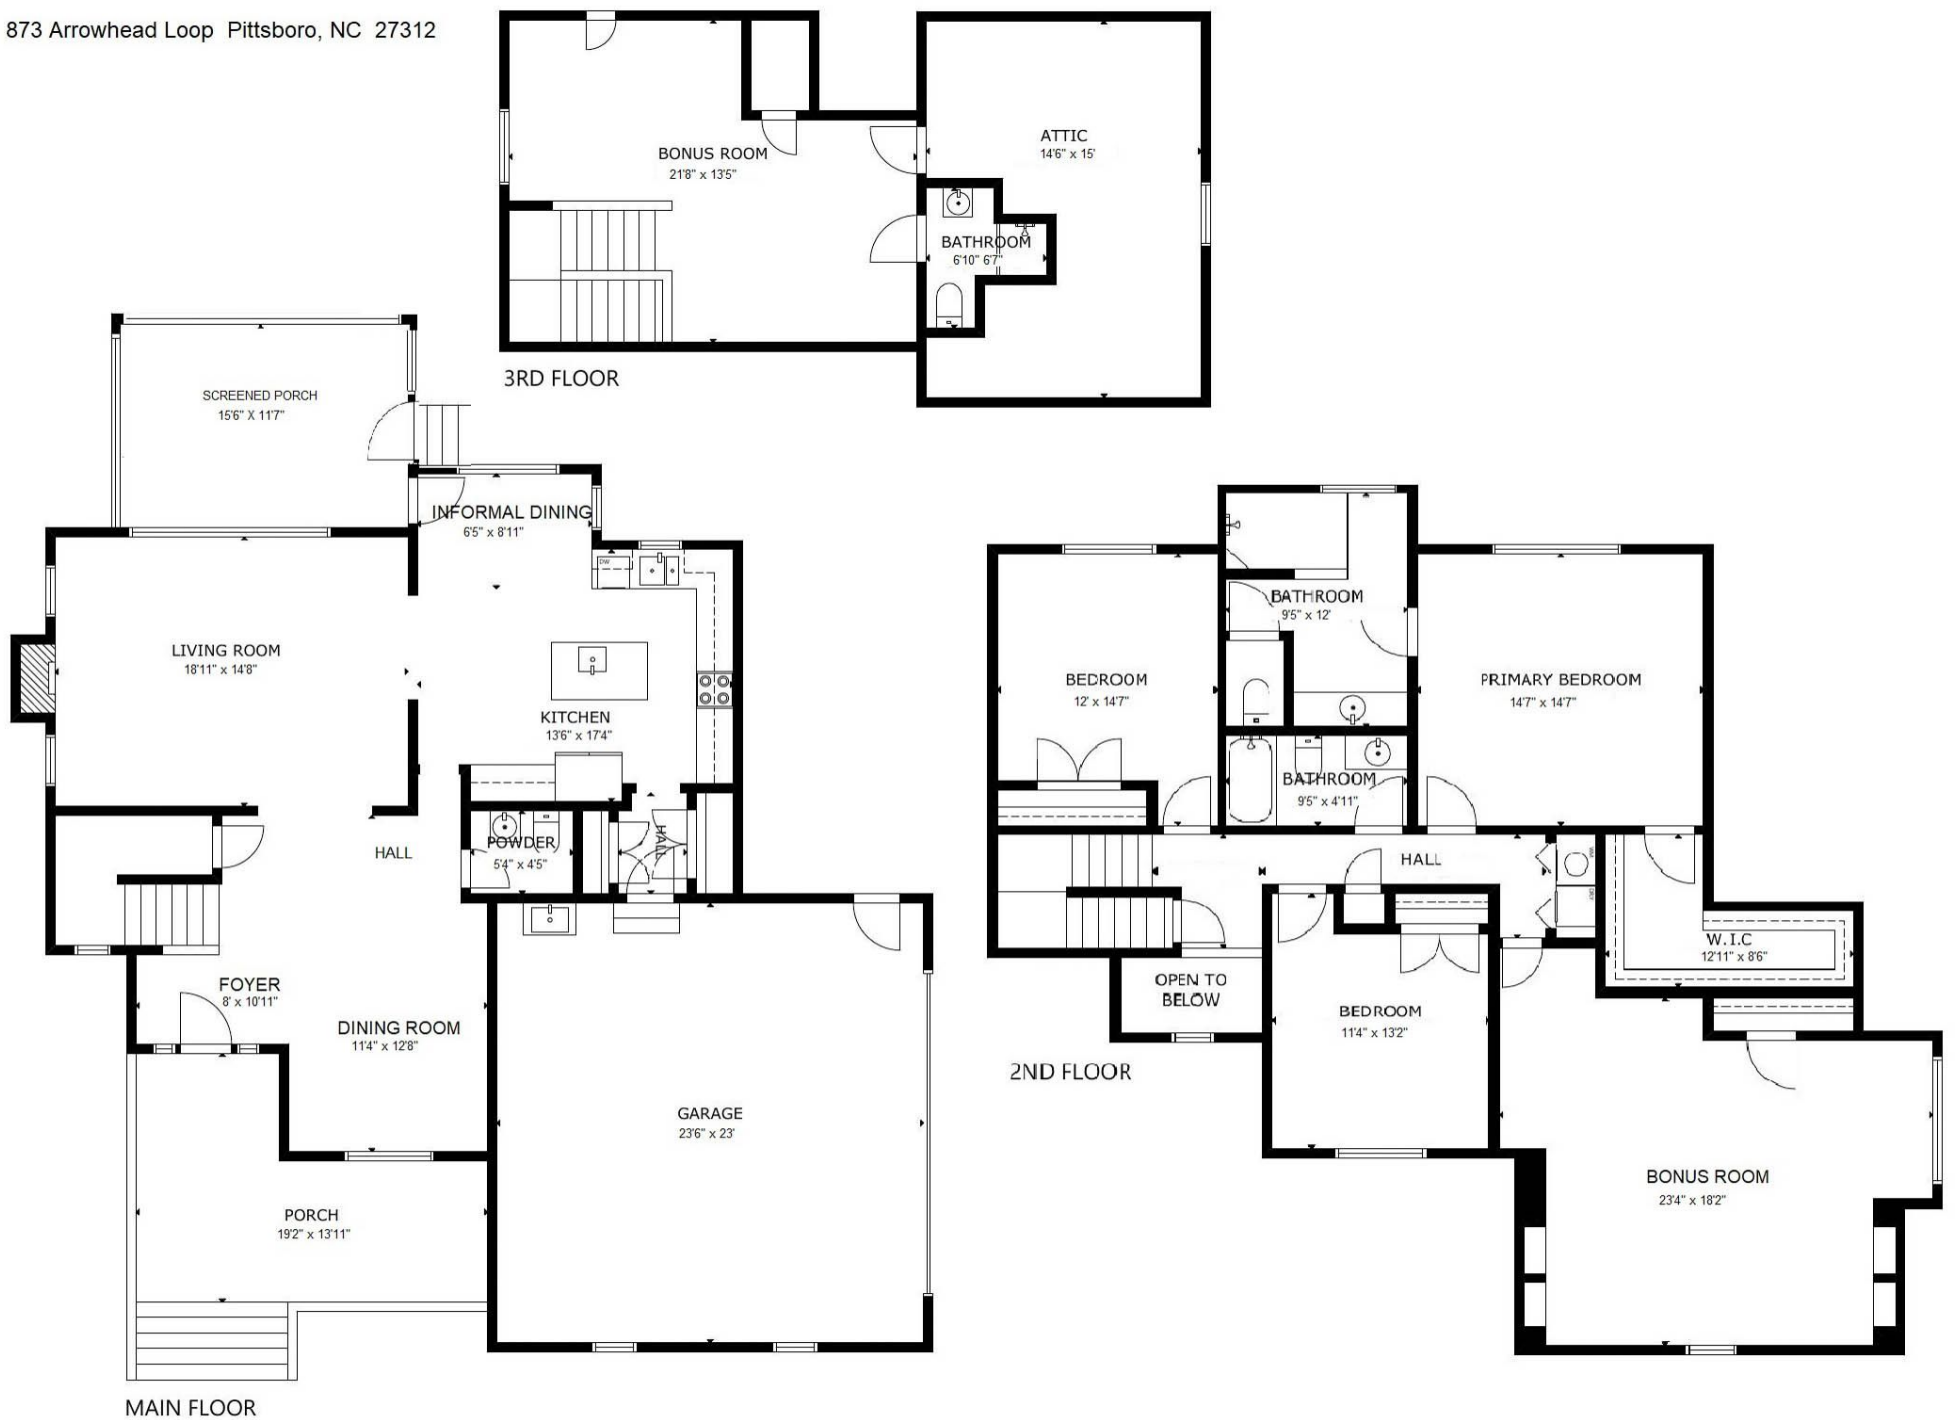 873 Arrowhead Loop Pittsboro, NC 27312
BONUS ROOM
21'8" x 13'5"
ATTIC
14'6" x 15'
BATHROOM
6'10" 6'7"
3RD FLOOR
SCREENED PORCH
15'6" X 11'7"
INFORMAL DINING
6'5" x 8'11"
DW
LIVING ROOM
18'11" x 14'8"
KITCHEN
13'6" x 17'4"
POWDER
5'4" x 4'5"
HALL
HALL
FOYER
8' x 10'11"
DINING ROOM
11'4" x 12'8"
GARAGE
23'6" x 23'
PORCH
19'2" x 13'11"
MAIN FLOOR
BATHROOM
9'5" x 12'
BEDROOM
12' x 14'7"
PRIMARY BEDROOM
14'7" x 14'7"
BATHROOM
9'5" x 4'11"
HALL
W.I.C
12'11" x 8'6"
OPEN TO
BELOW
BEDROOM
11'4" x 13'2"
2ND FLOOR
BONUS ROOM
23'4" x 18'2"